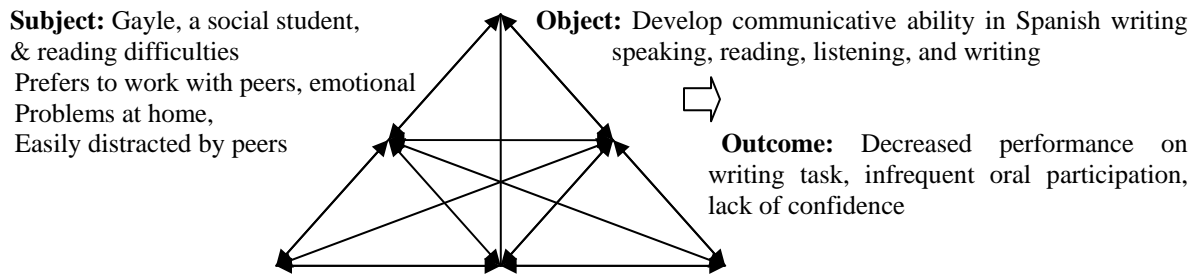 Subject: Gayle, a social student,
& reading difficulties
Prefers to work with peers, emotional
Problems at home,
Easily distracted by peers
Object: Develop communicative ability in Spanish writing
speaking, reading, listening, and writing
Outcome: Decreased performance on
writing task, infrequent oral participation,
lack of confidence